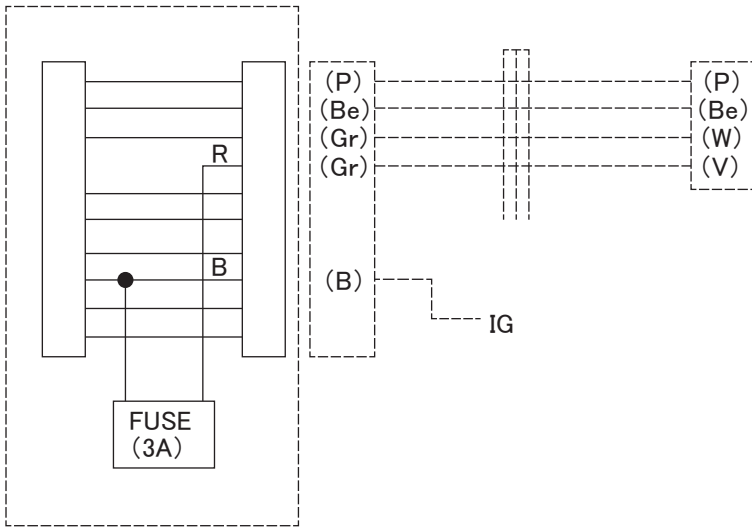 (P) (P)
(Be) (Be)
(Gr) (W)
R (Gr) (V)
B (B)
IG
FUSE
(3A)